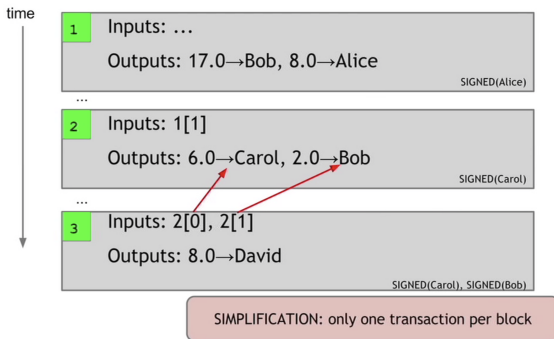 time
1
Inputs: ...
Outputs: 17.0→Bob, 8.0→Alice
SIGNED(Alice)
...
2
Inputs: 1[1]
Outputs: 6.0→Carol, 2.0→Bob
SIGNED(Carol)
...
3
Inputs: 2[0], 2[1]
Outputs: 8.0→David
SIGNED(Carol), SIGNED(Bob)
SIMPLIFICATION: only one transaction per block